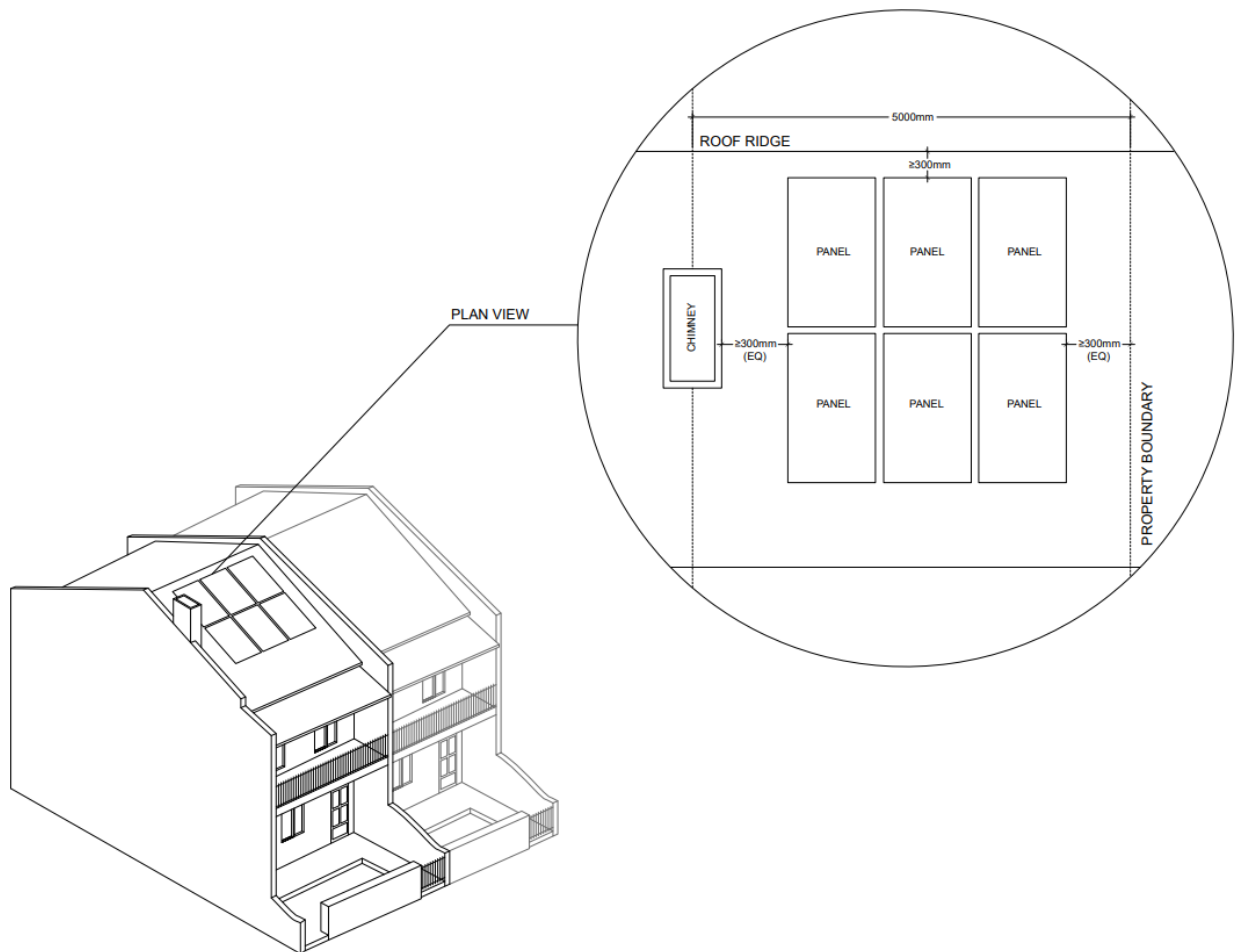 5000mm
ROOF RIDGE
≥300mm
PANEL
PANEL
PANEL
CHIMNEY
PLAN VIEW
≥300mm
(EQ)
≥300mm
(EQ)
PANEL
PANEL
PANEL
PROPERTY BOUNDARY